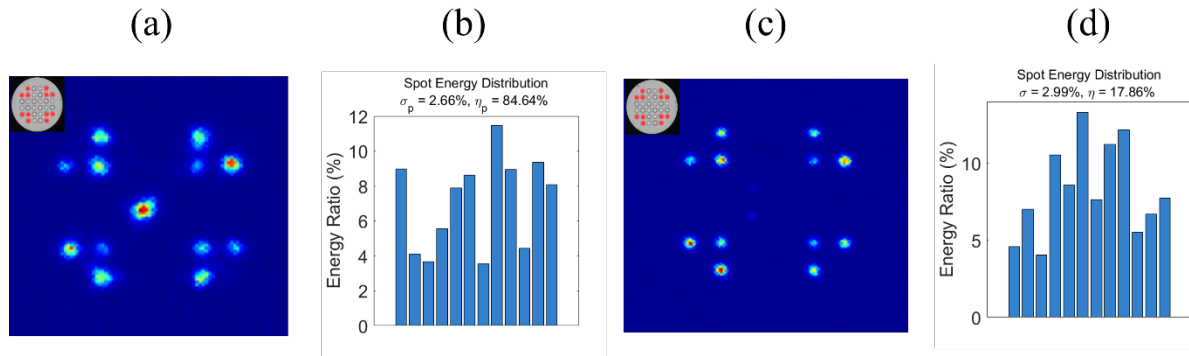 (a)
(b)
(c)
(d)
Spot Energy Distribution
σp = 2.66%, ηp = 84.64%
Energy Ratio (%)
12
10
8
6
4
2
0
Spot Energy Distribution
σ = 2.99%, η = 17.86%
Energy Ratio (%)
10
5
0